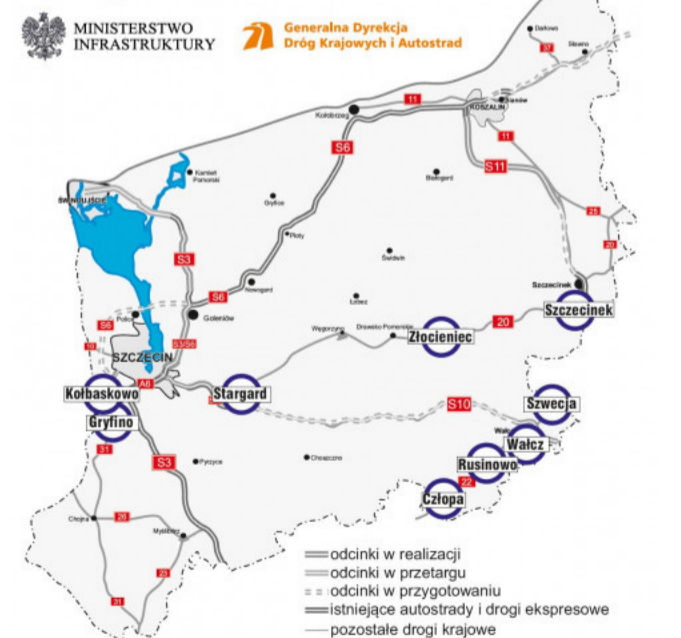 MINISTERSTWO
INFRASTRUKTURY
Generalna Dyrekcja
Dróg Krajowych i Autostrad
Darłowo
37
Sławno
11
Kołobrzeg
KOSZALIN
11
S6
S11
Białogard
Kamień
Pomorski
Gryfice
ŚWINOUJŚCIE
25
Płoty
20
S3
Świdwin
Nowogard
Szczecinek
S6
Łobez
Szczecinek
S6
Police
Goleniów
20
Węgorzyno
Drawsko Pomorskie
Złocieniec
10
S3/S6
SZCZECIN
A6
Kołbaskowo
Stargard
S10
Szwecja
Gryfino
Wałcz
31
S3
Pyrzyce
Choszczno
Rusinowo
22
Człopa
Chojna
26
Myślibórz
odcinki w realizacji
odcinki w przetargu
25
odcinki w przygotowaniu
31
istniejące autostrady i drogi ekspresowe
pozostałe drogi krajowe